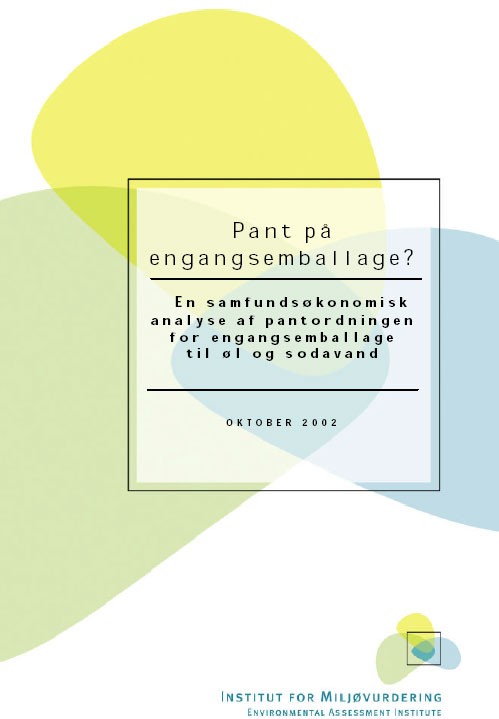 Pant på
engangsemballage?
En samfundsøkonomisk
analyse af pantordningen
for engangsemballage
til øl og sodavand
OKTOBER 2002
INSTITUT FOR MILJØVURDERING
ENVIRONMENTAL ASSESSMENT INSTITUTE